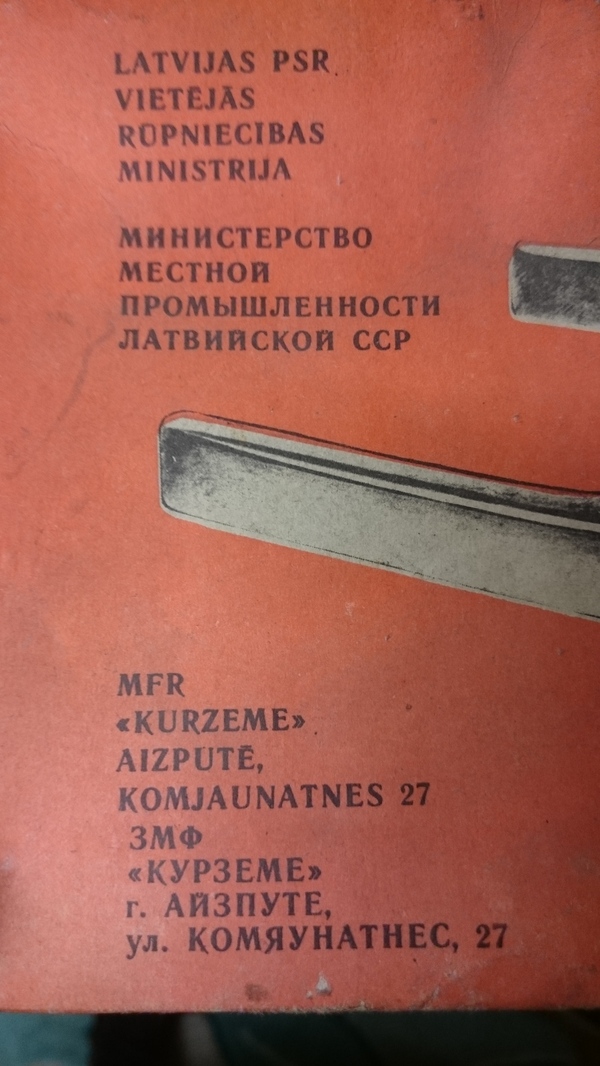 LATVIJAS PSR
VIETĒJĀS
RŪPNIECĪBAS
MINISTRIJA
МИНИСТЕРСТВО
МЕСТНОЙ
ПРОМЫШЛЕННОСТИ
ЛАТВИЙСКОЙ ССР
MFR
«KURZEME»
AIZPUTĒ,
KOMJAUNATNES 27
ЗМФ
«КУРЗЕМЕ»
г. АЙЗПУТЕ,
ул. КОМЯУНАТНЕС, 27